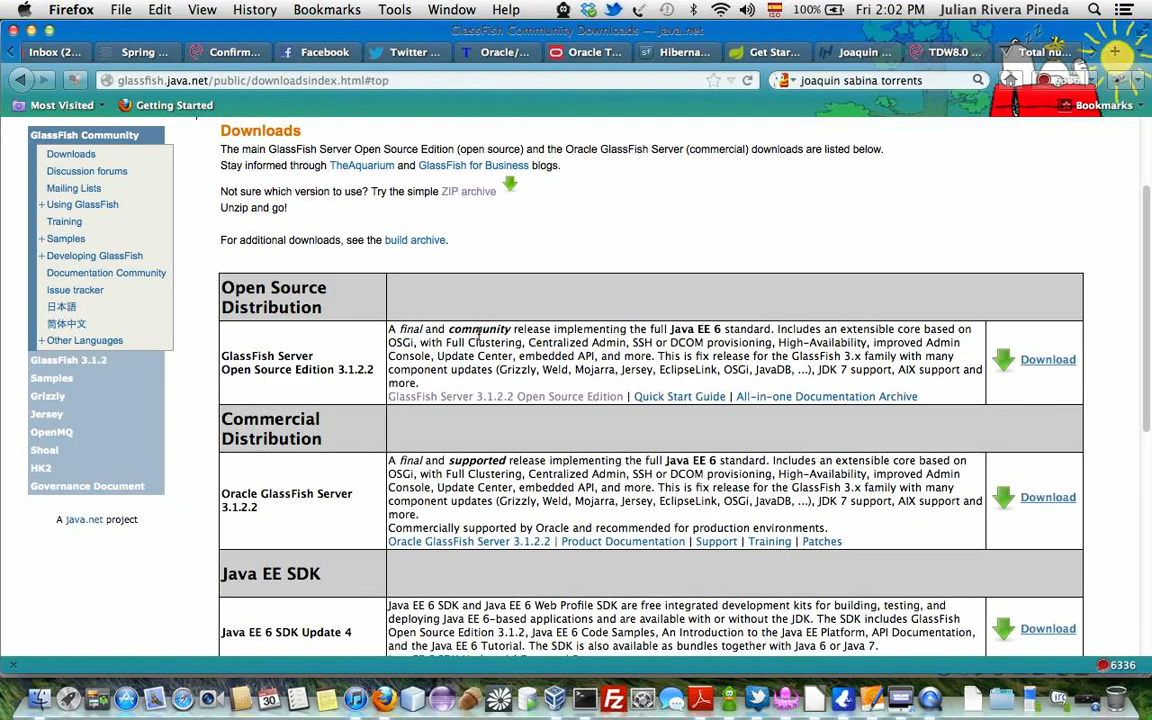 Firefox File Edit View History Bookmarks Tools Window Help 100% Fri 2:02 PM Julian Rivera Pineda
GlassFish Community Downloads — java.net
Inbox (2... Spring ... Confirm... Facebook Twitter ... Oracle/... Oracle T... Hiberna... Get Star... Joaquin ... TDW8.0 ... Total nu...
glassfish.java.net/public/downloadsindex.html#top joaquin sabina torrents 6336
Most Visited Getting Started Bookmarks
GlassFish Community
Downloads
Discussion forums
Mailing Lists
+ Using GlassFish
Training
+ Samples
+ Developing GlassFish
Documentation Community
Issue tracker
日本語
简体中文
+ Other Languages
GlassFish 3.1.2
Samples
Grizzly
Jersey
OpenMQ
Shoal
HK2
Governance Document
A java.net project
Downloads
The main GlassFish Server Open Source Edition (open source) and the Oracle GlassFish Server (commercial) downloads are listed below.
Stay informed through TheAquarium and GlassFish for Business blogs.
Not sure which version to use? Try the simple ZIP archive
Unzip and go!
For additional downloads, see the build archive.
Open Source
Distribution
GlassFish Server
Open Source Edition 3.1.2.2
A final and community release implementing the full Java EE 6 standard. Includes an extensible core based on
OSGi, with Full Clustering, Centralized Admin, SSH or DCOM provisioning, High-Availability, improved Admin
Console, Update Center, embedded API, and more. This is fix release for the GlassFish 3.x family with many
component updates (Grizzly, Weld, Mojarra, Jersey, EclipseLink, OSGi, JavaDB, ...), JDK 7 support, AIX support and
more.
GlassFish Server 3.1.2.2 Open Source Edition | Quick Start Guide | All-in-one Documentation Archive
Download
Commercial
Distribution
Oracle GlassFish Server
3.1.2.2
A final and supported release implementing the full Java EE 6 standard. Includes an extensible core based on
OSGi, with Full Clustering, Centralized Admin, SSH or DCOM provisioning, High-Availability, improved Admin
Console, Update Center, embedded API, and more. This is fix release for the GlassFish 3.x family with many
component updates (Grizzly, Weld, Mojarra, Jersey, EclipseLink, OSGi, JavaDB, ...), JDK 7 support, AIX support and
more.
Commercially supported by Oracle and recommended for production environments.
Oracle GlassFish Server 3.1.2.2 | Product Documentation | Support | Training | Patches
Download
Java EE SDK
Java EE 6 SDK Update 4
Java EE 6 SDK and Java EE 6 Web Profile SDK are free integrated development kits for building, testing, and
deploying Java EE 6-based applications and are available with or without the JDK. The SDK includes GlassFish
Open Source Edition 3.1.2, Java EE 6 Code Samples, An Introduction to the Java EE Platform, API Documentation,
and the Java EE 6 Tutorial. The SDK is also available as bundles together with Java 6 or Java 7.
Download
6336
30